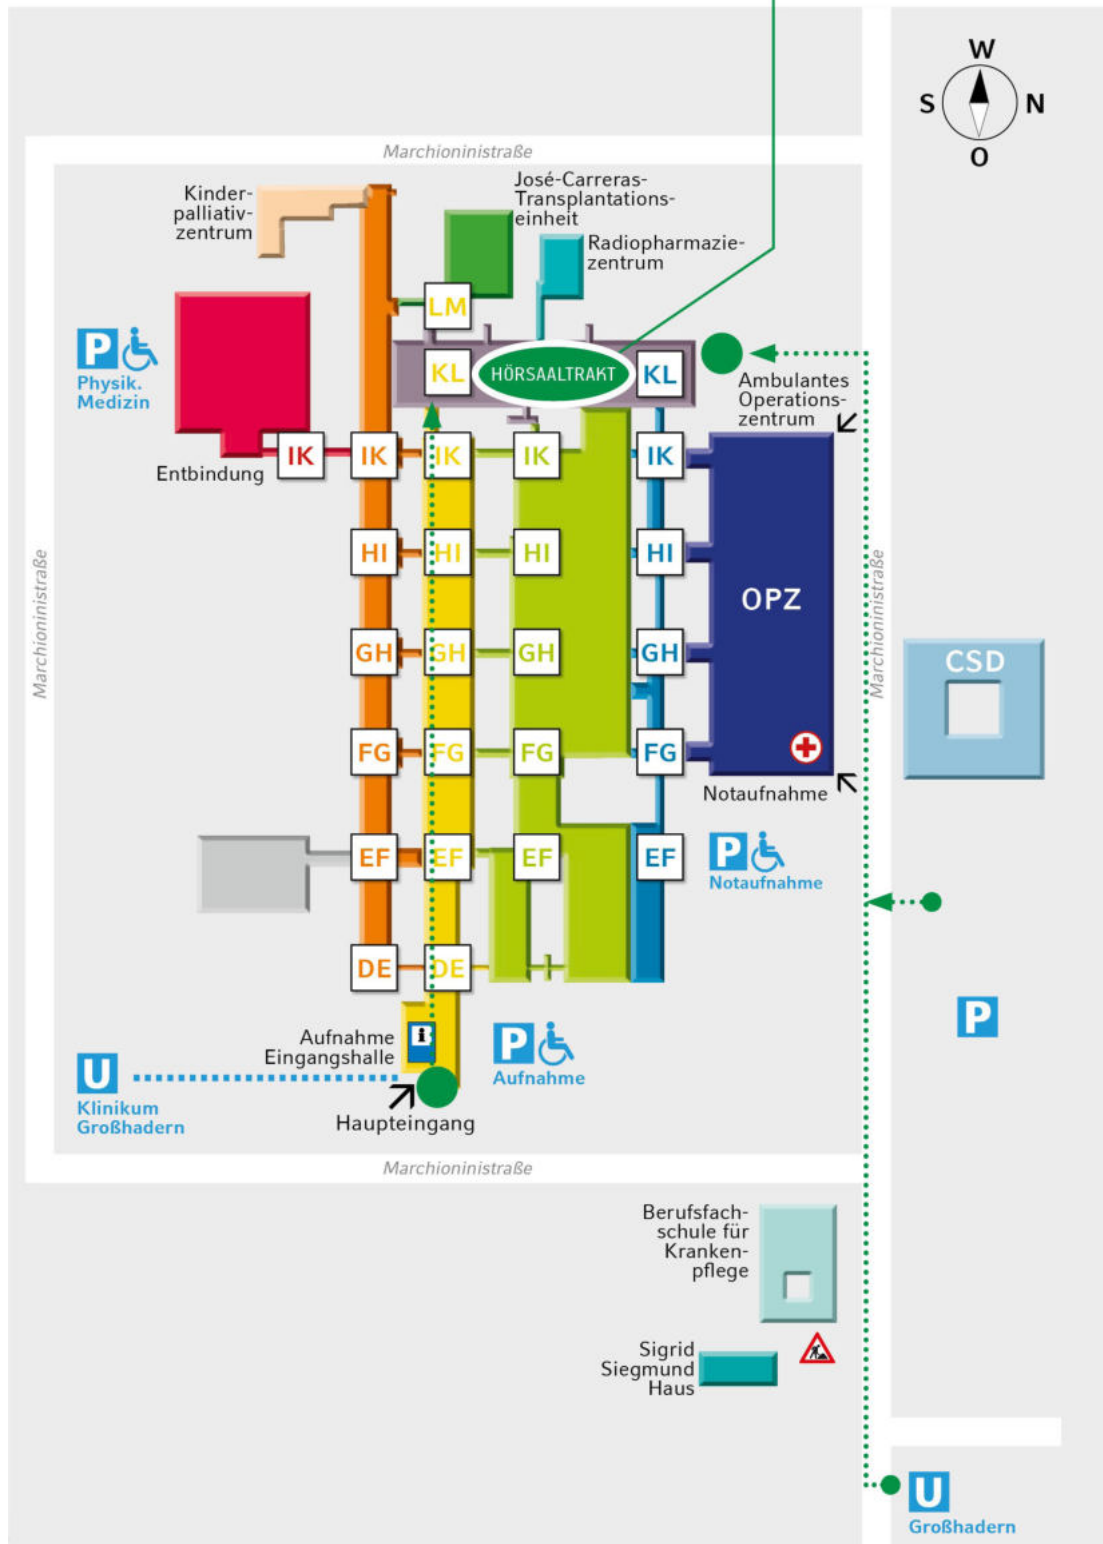 W
S
N
O
Marchioninistraße
Kinder-
palliativ-
zentrum
José-Carreras-
Transplantations-
einheit
Radiopharmazie-
zentrum
LM
P
Physik.
Medizin
KL
HÖRSAALTRAKT
KL
Ambulantes
Operations-
zentrum
Entbindung
IK
IK
IK
IK
IK
HI
HI
HI
HI
OPZ
Marchioninistraße
Marchioninistraße
GH
GH
GH
GH
CSD
FG
FG
FG
FG
Notaufnahme
EF
EF
EF
EF
P
Notaufnahme
DE
DE
P
Aufnahme
Eingangshalle
i
P
Aufnahme
U
Klinikum
Großhadern
Haupteingang
Marchioninistraße
Berufsfach-
schule für
Kranken-
pflege
Sigrid
Siegmund
Haus
U
Großhadern